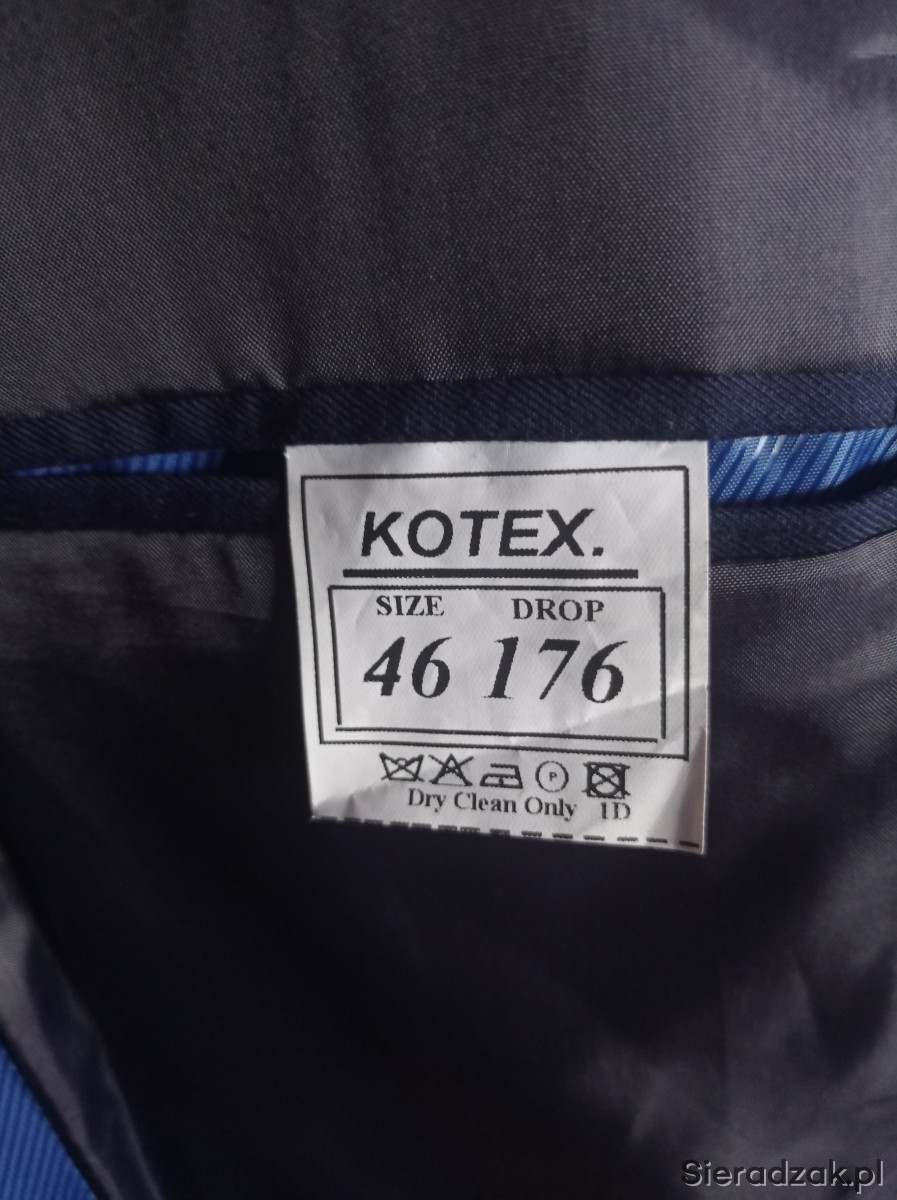 KOTEX.
SIZE DROP
46 176
P
Dry Clean Only 1D
Sieradzak.pl